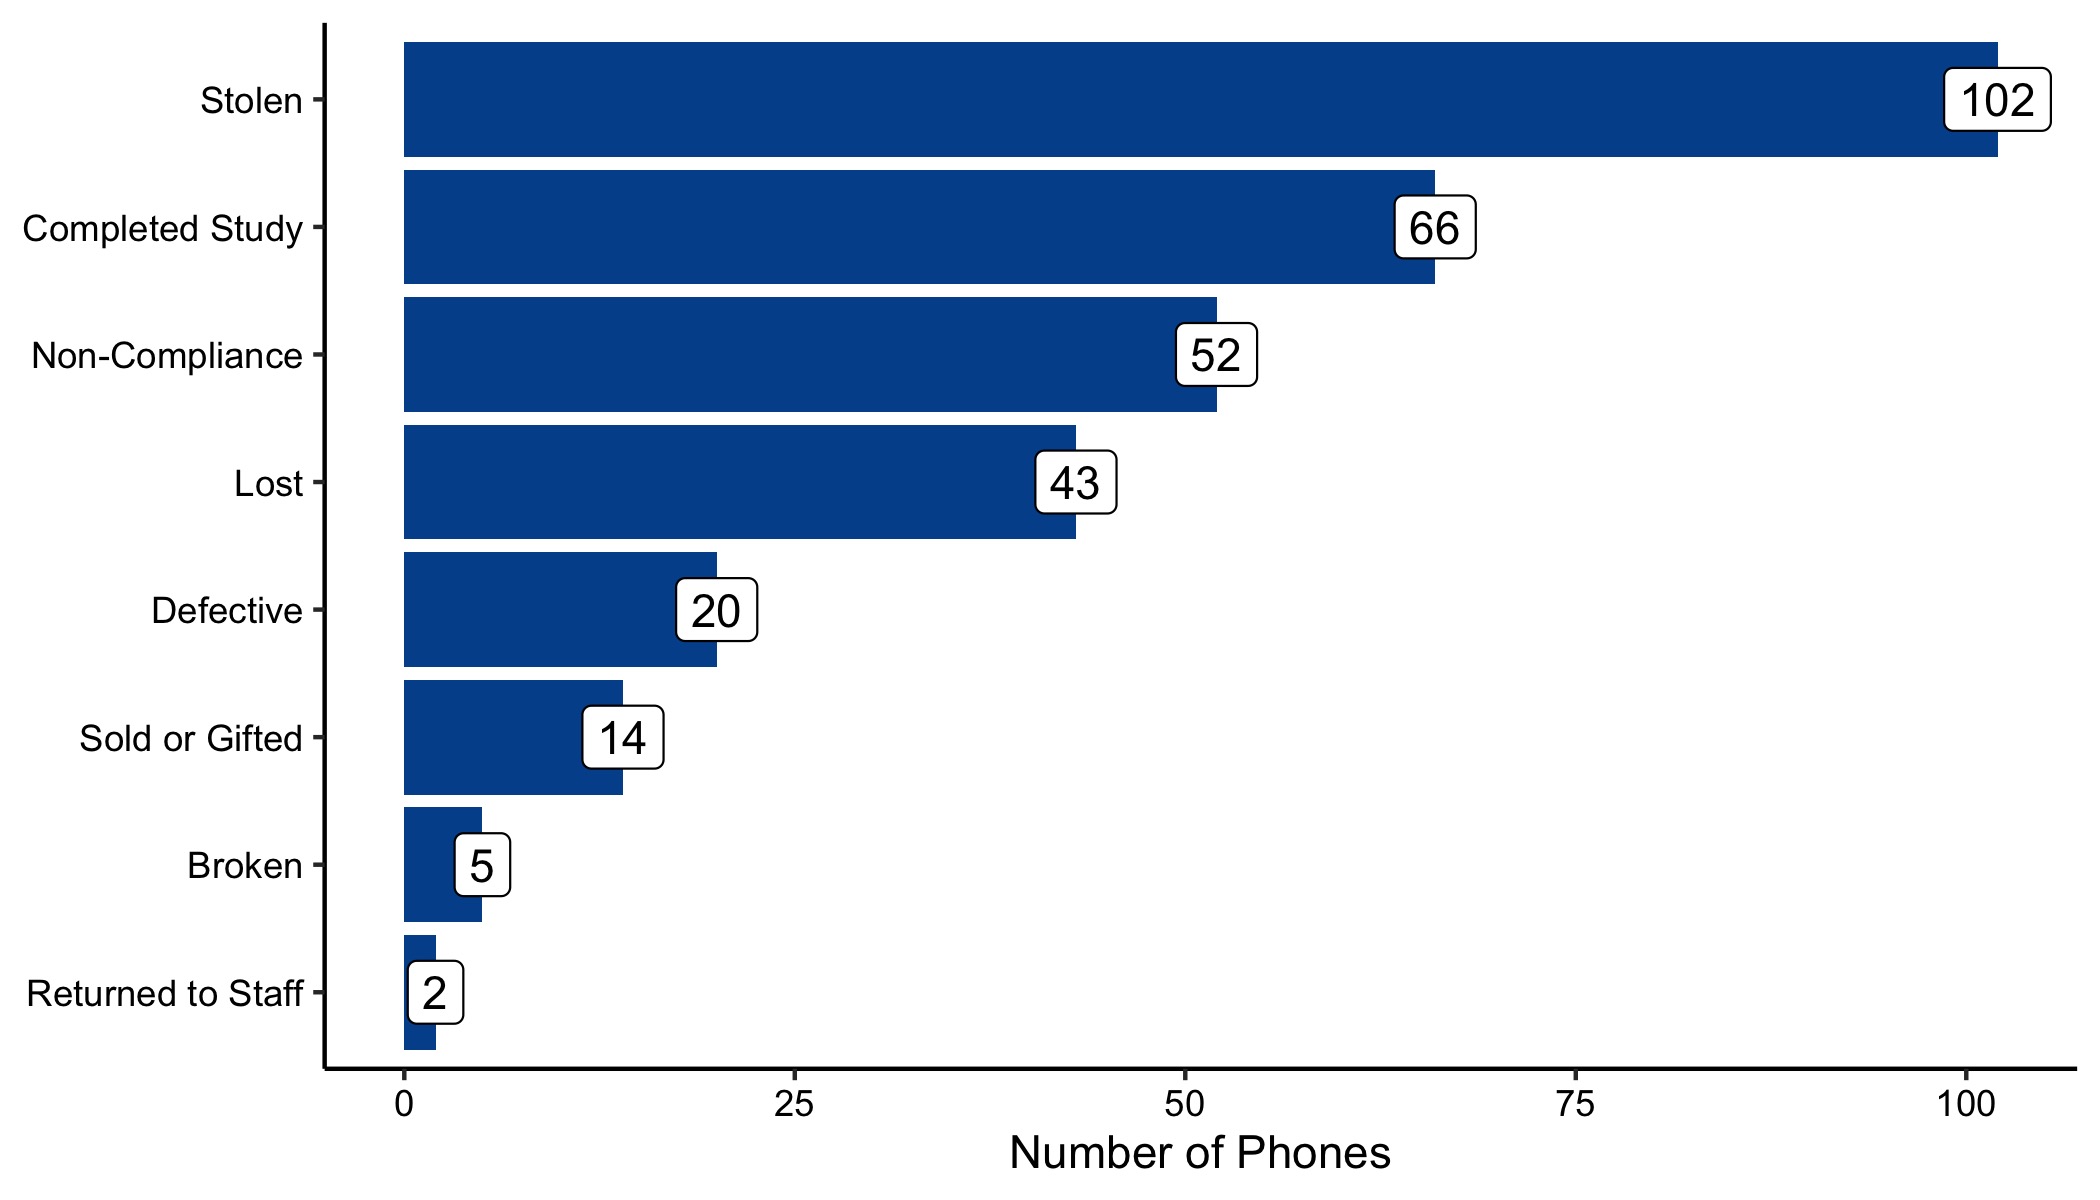 Stolen 102
Completed Study 66
Non-Compliance 52
Lost 43
Defective 20
Sold or Gifted 14
Broken 5
Returned to Staff 2
0 25 50 75 100
Number of Phones